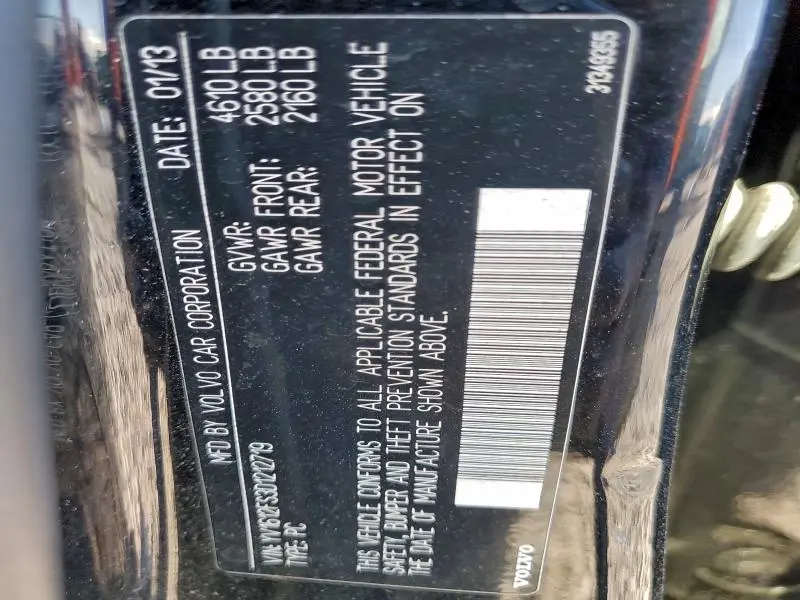 MFD BY VOLVO CAR CORPORATION DATE: 01/13
GVWR: 4610 LB
GAWR FRONT: 2580 LB
GAWR REAR: 2160 LB
VIN: YV1612FS3D1212719
TYPE: PC
THIS VEHICLE CONFORMS TO ALL APPLICABLE FEDERAL MOTOR VEHICLE
SAFETY, BUMPER AND THEFT PREVENTION STANDARDS IN EFFECT ON
THE DATE OF MANUFACTURE SHOWN ABOVE.
VOLVO 31349355